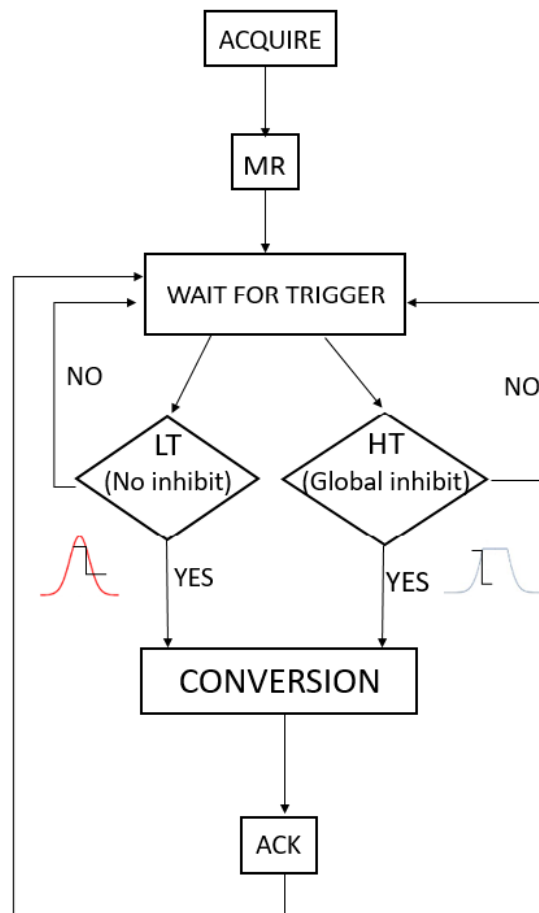 ACQUIRE
MR
WAIT FOR TRIGGER
NO
NO
LT
(No inhibit)
HT
(Global inhibit)
YES
YES
CONVERSION
ACK